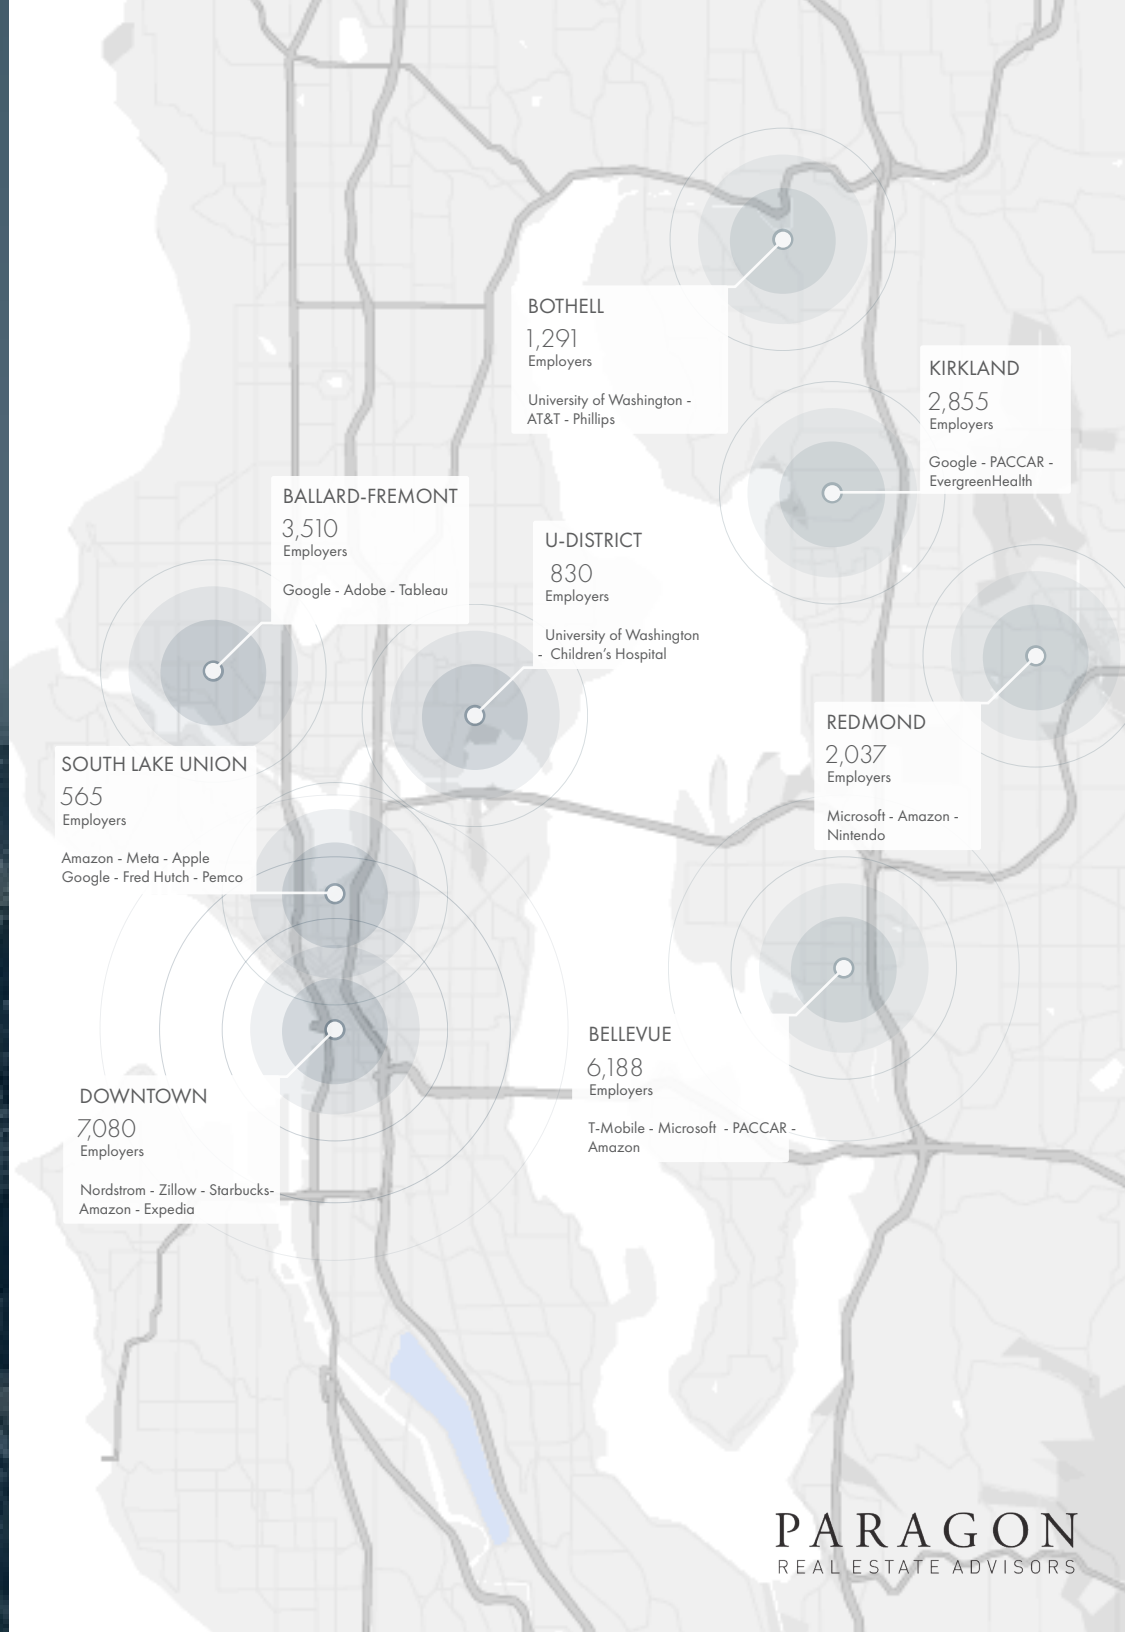 BOTHELL
1,291
Employers
University of Washington -
AT&T - Phillips
KIRKLAND
2,855
Employers
Google - PACCAR -
EvergreenHealth
BALLARD-FREMONT
3,510
Employers
Google - Adobe - Tableau
U-DISTRICT
830
Employers
University of Washington
- Children's Hospital
REDMOND
2,037
Employers
Microsoft - Amazon -
Nintendo
SOUTH LAKE UNION
565
Employers
Amazon - Meta - Apple
Google - Fred Hutch - Pemco
BELLEVUE
6,188
Employers
T-Mobile - Microsoft - PACCAR -
Amazon
DOWNTOWN
7,080
Employers
Nordstrom - Zillow - Starbucks-
Amazon - Expedia
PARAGON
REAL ESTATE ADVISORS